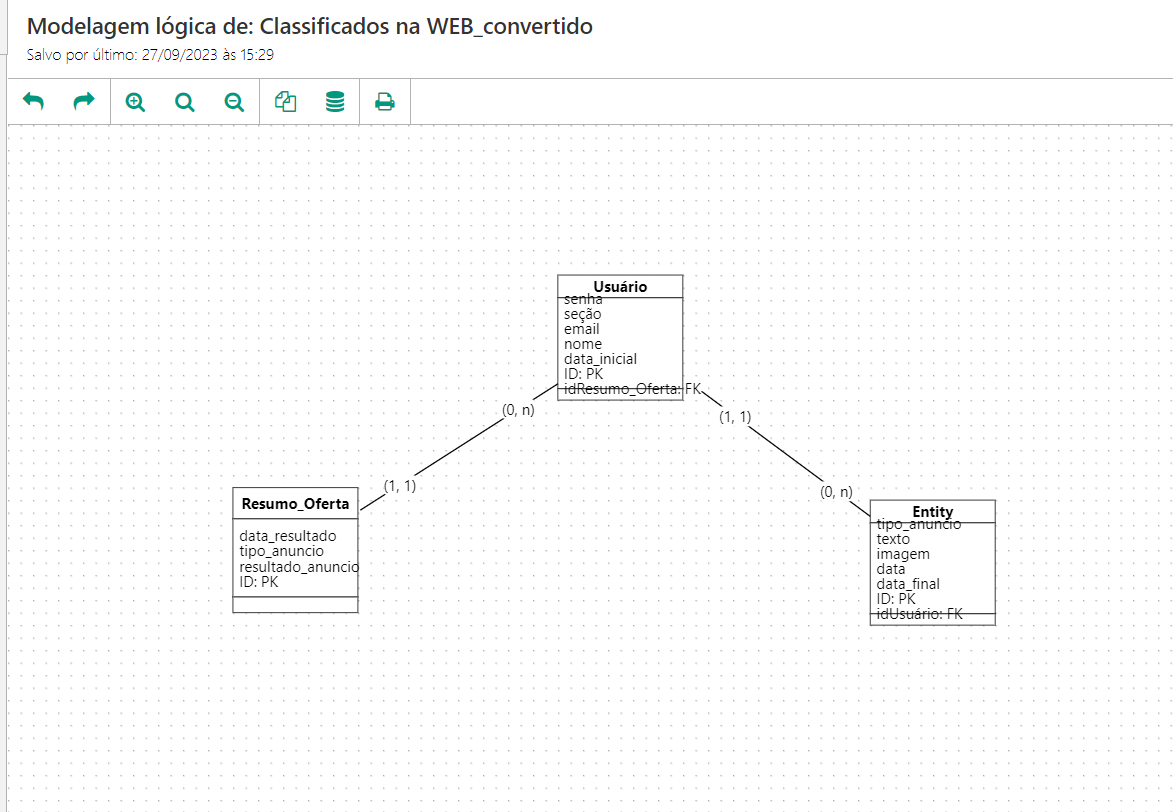 Modelagem lógica de: Classificados na WEB_convertido
Salvo por último: 27/09/2023 às 15:29
Usuário
senha
seção
email
nome
data_inicial
ID: PK
idResumo_Oferta: FK
(0, n)
(1, 1)
(1, 1)
(0, n)
Resumo_Oferta
data_resultado
tipo_anuncio
resultado_anuncio
ID: PK
Entity
tipo_anuncio
texto
imagem
data
data_final
ID: PK
idUsuário: FK